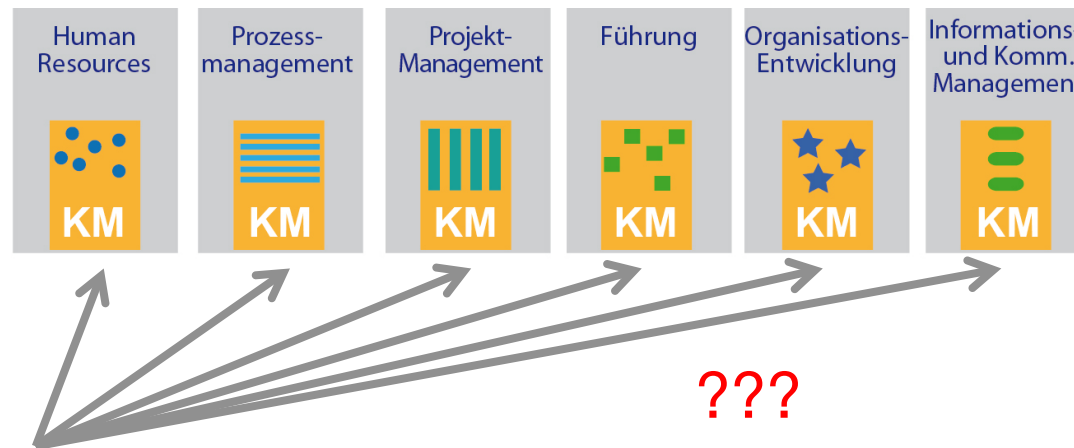 Human
Resources
Prozess-
management
Projekt-
Management
Führung
Organisations-
Entwicklung
Informations-
und Komm.
Managemen
KM
KM
KM
KM
KM
KM
???